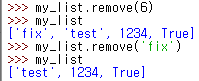 >>> my_list.remove(6)
>>> my_list
['fix', 'test', 1234, True]
>>> my_list.remove('fix')
>>> my_list
['test', 1234, True]